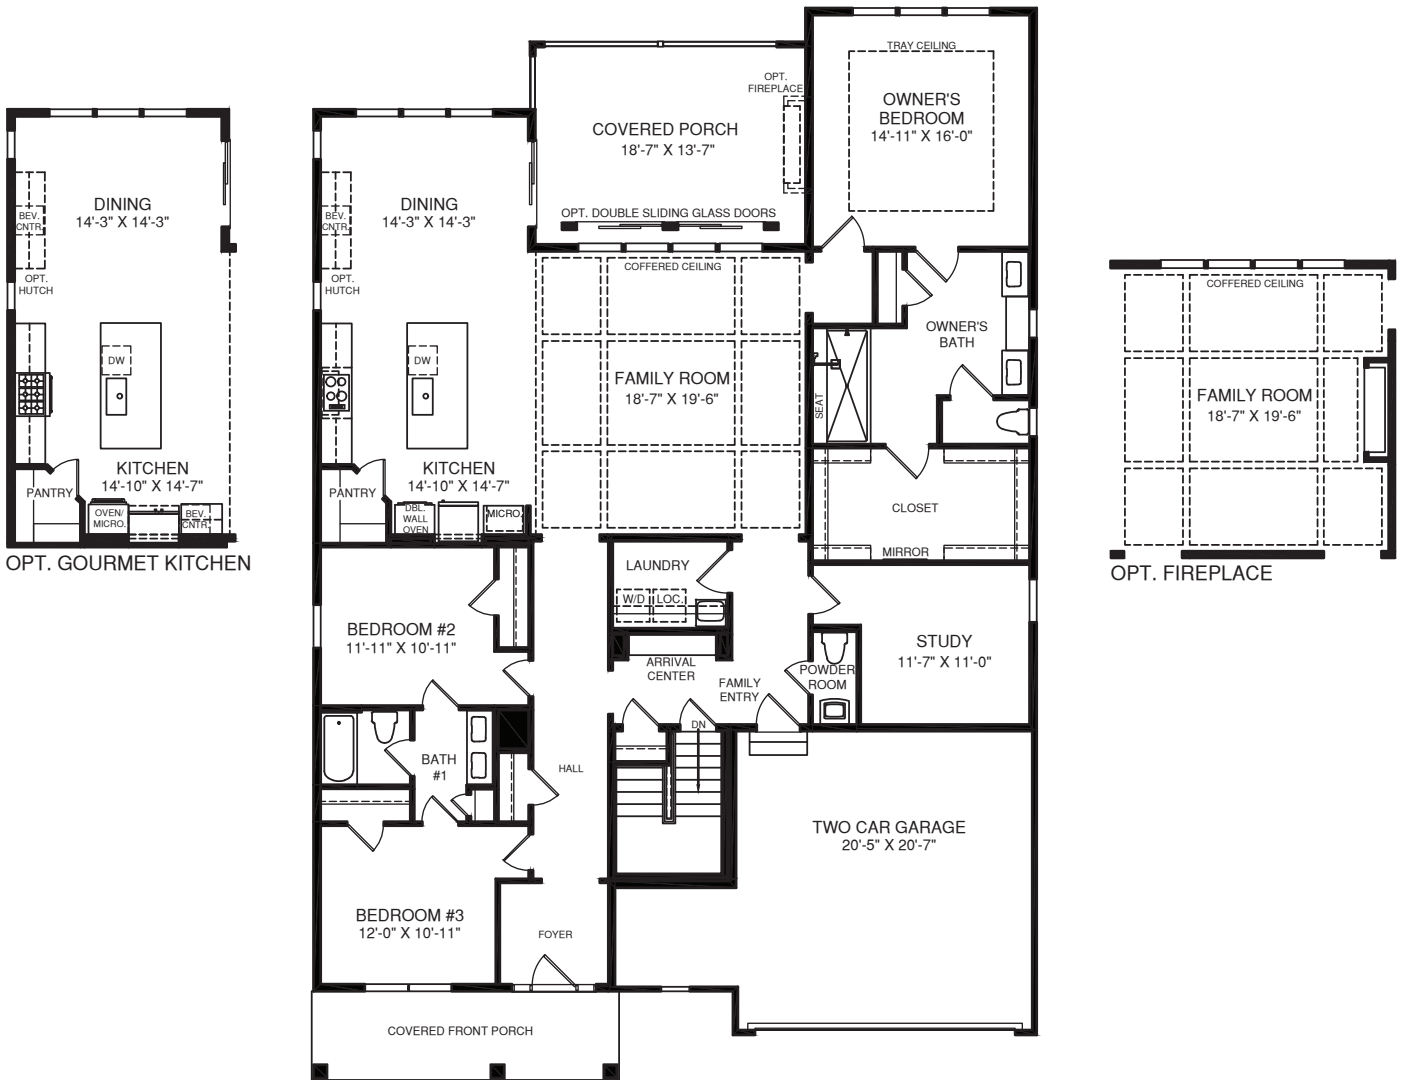 TRAY CEILING
OWNER'S
BEDROOM
14'-11" X 16'-0"
OPT.
FIREPLACE
COVERED PORCH
18'-7" X 13'-7"
OPT. DOUBLE SLIDING GLASS DOORS
DINING
14'-3" X 14'-3"
BEV.
CNTR.
OPT.
HUTCH
DW
KITCHEN
14'-10" X 14'-7"
PANTRY
OVEN/
MICRO.
BEV.
CNTR.
OPT. GOURMET KITCHEN
DINING
14'-3" X 14'-3"
BEV.
CNTR.
OPT.
HUTCH
DW
KITCHEN
14'-10" X 14'-7"
PANTRY
DBL.
WALL
OVEN
MICRO.
COFFERED CEILING
FAMILY ROOM
18'-7" X 19'-6"
OWNER'S
BATH
SEAT
CLOSET
MIRROR
COFFERED CEILING
FAMILY ROOM
18'-7" X 19'-6"
OPT. FIREPLACE
LAUNDRY
W/D
LOC.
BEDROOM #2
11'-11" X 10'-11"
ARRIVAL
CENTER
FAMILY
ENTRY
POWDER
ROOM
STUDY
11'-7" X 11'-0"
DN
BATH
#1
HALL
TWO CAR GARAGE
20'-5" X 20'-7"
BEDROOM #3
12'-0" X 10'-11"
FOYER
COVERED FRONT PORCH